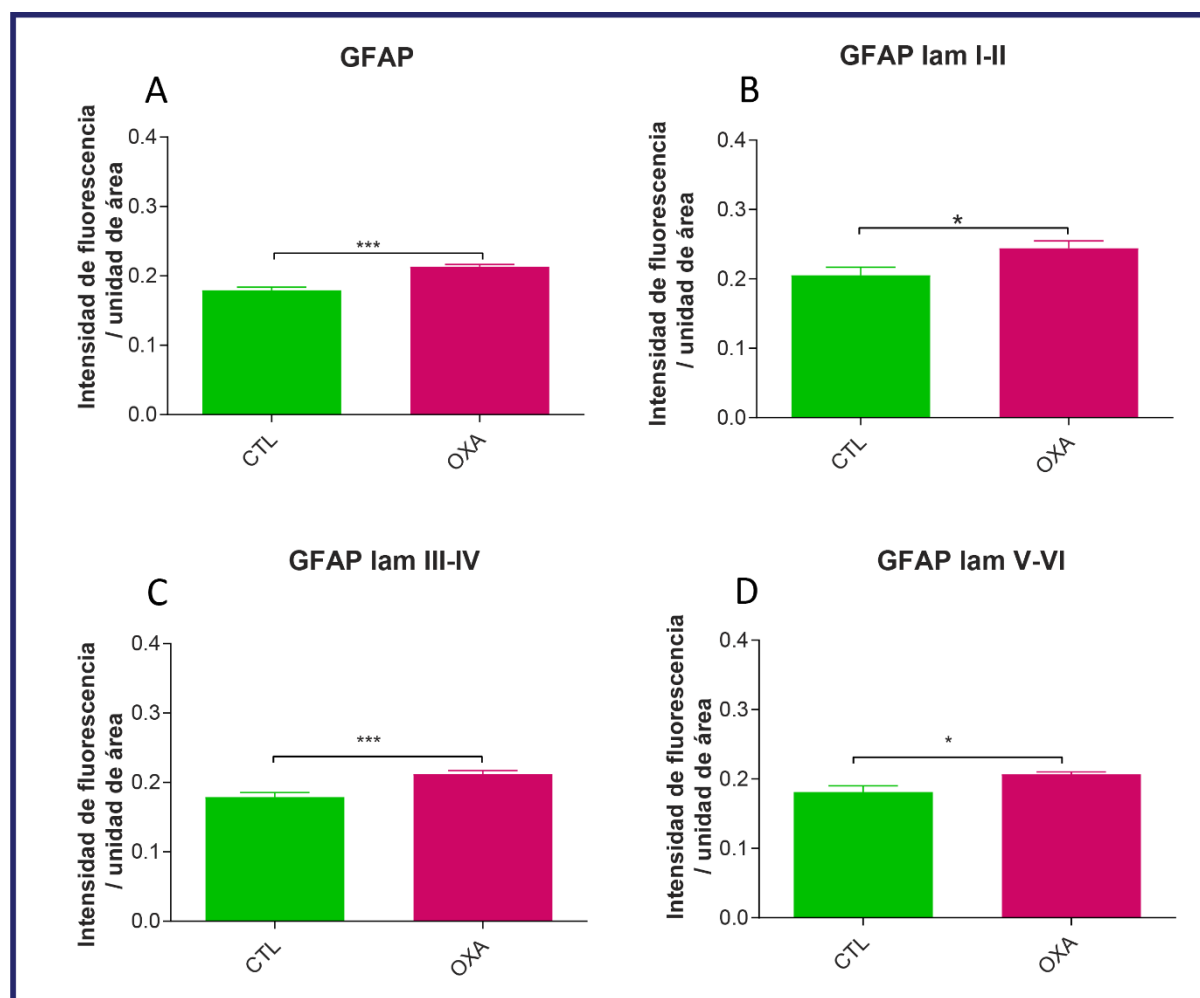 GFAP
A
Intensidad de fluorescencia
/ unidad de área
0.4
0.3
0.2
0.1
0.0
***
CTL
OXA
GFAP lam I-II
B
Intensidad de fluorescencia
/ unidad de área
0.4
0.3
0.2
0.1
0.0
*
CTL
OXA
GFAP lam III-IV
C
Intensidad de fluorescencia
/ unidad de área
0.4
0.3
0.2
0.1
0.0
***
CTL
OXA
GFAP lam V-VI
D
Intensidad de fluorescencia
/ unidad de área
0.4
0.3
0.2
0.1
0.0
*
CTL
OXA